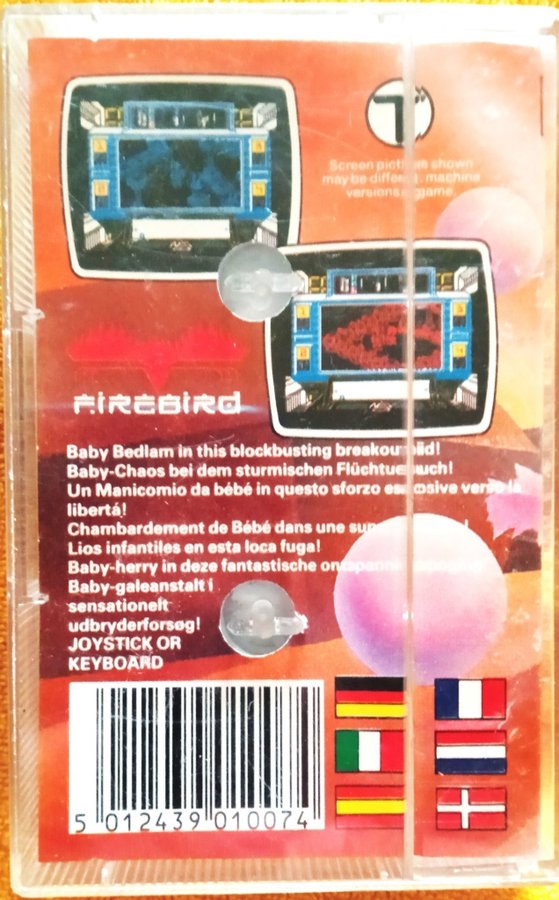 Screen pictures shown
may be different machine
versions game.
FIREBIRD
Baby Bedlam in this blockbusting breakout bid!
Baby-Chaos bei dem sturmischen
Un Manicomio da bébé in questo sforzo esplosive verso la
libertá!
Chambardement de Bébé dans une
Lios infantiles en esta loca fuga!
Baby-herry in deze fantastische
Baby-galeanstalt i
sensationelt
udbryderforsøg!
JOYSTICK OR
KEYBOARD
5 012439 010074